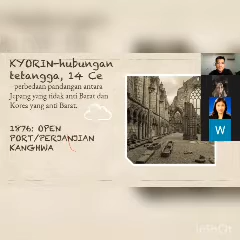 KYORIN-hubungan
tetangga, 14 Ce
perbedaan pandangan antara
Jepang yang tidak anti Barat dan
Korea yang anti Barat.
1876: OPEN
PORT/PERJANJIAN
KANGHWA
W
InShOt